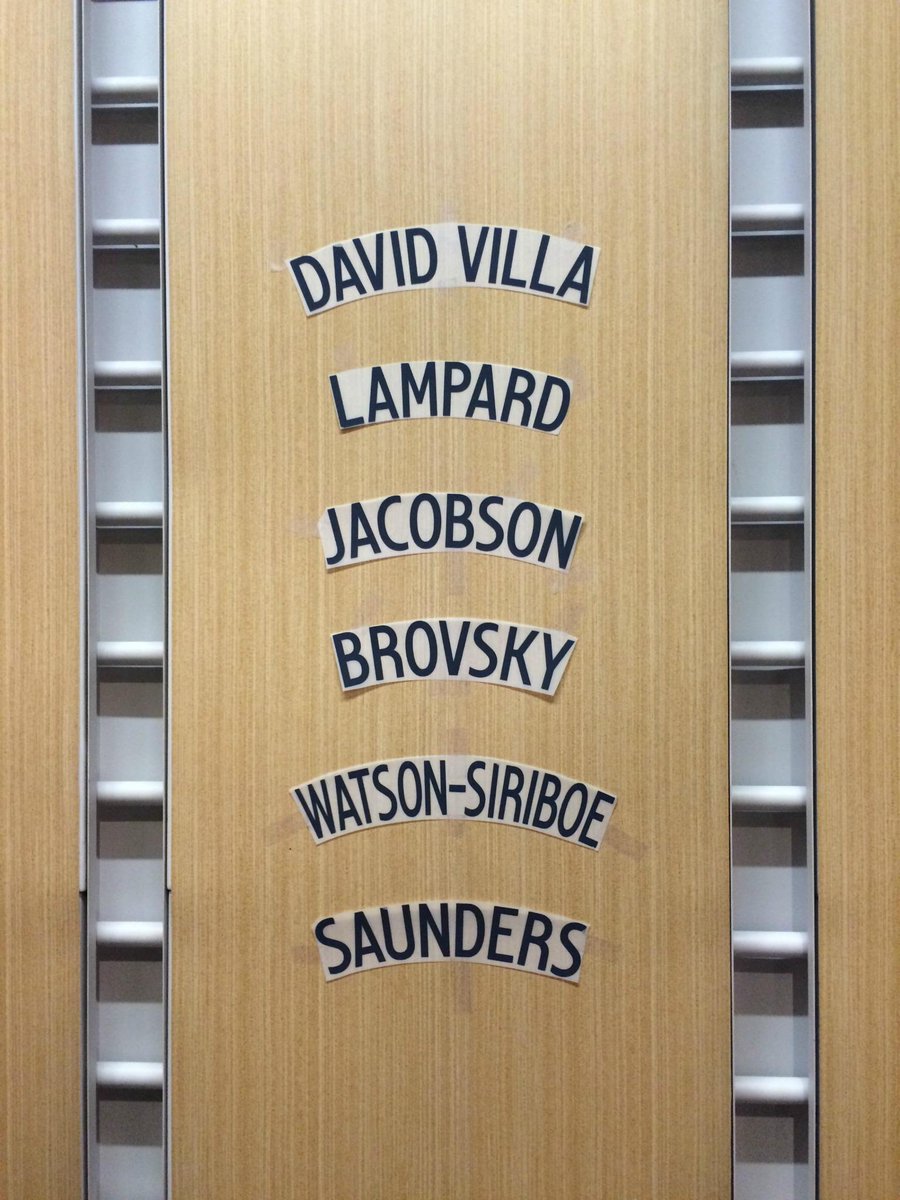 DAVID VILLA
LAMPARD
JACOBSON
BROVSKY
WATSON-SIRIBOE
SAUNDERS